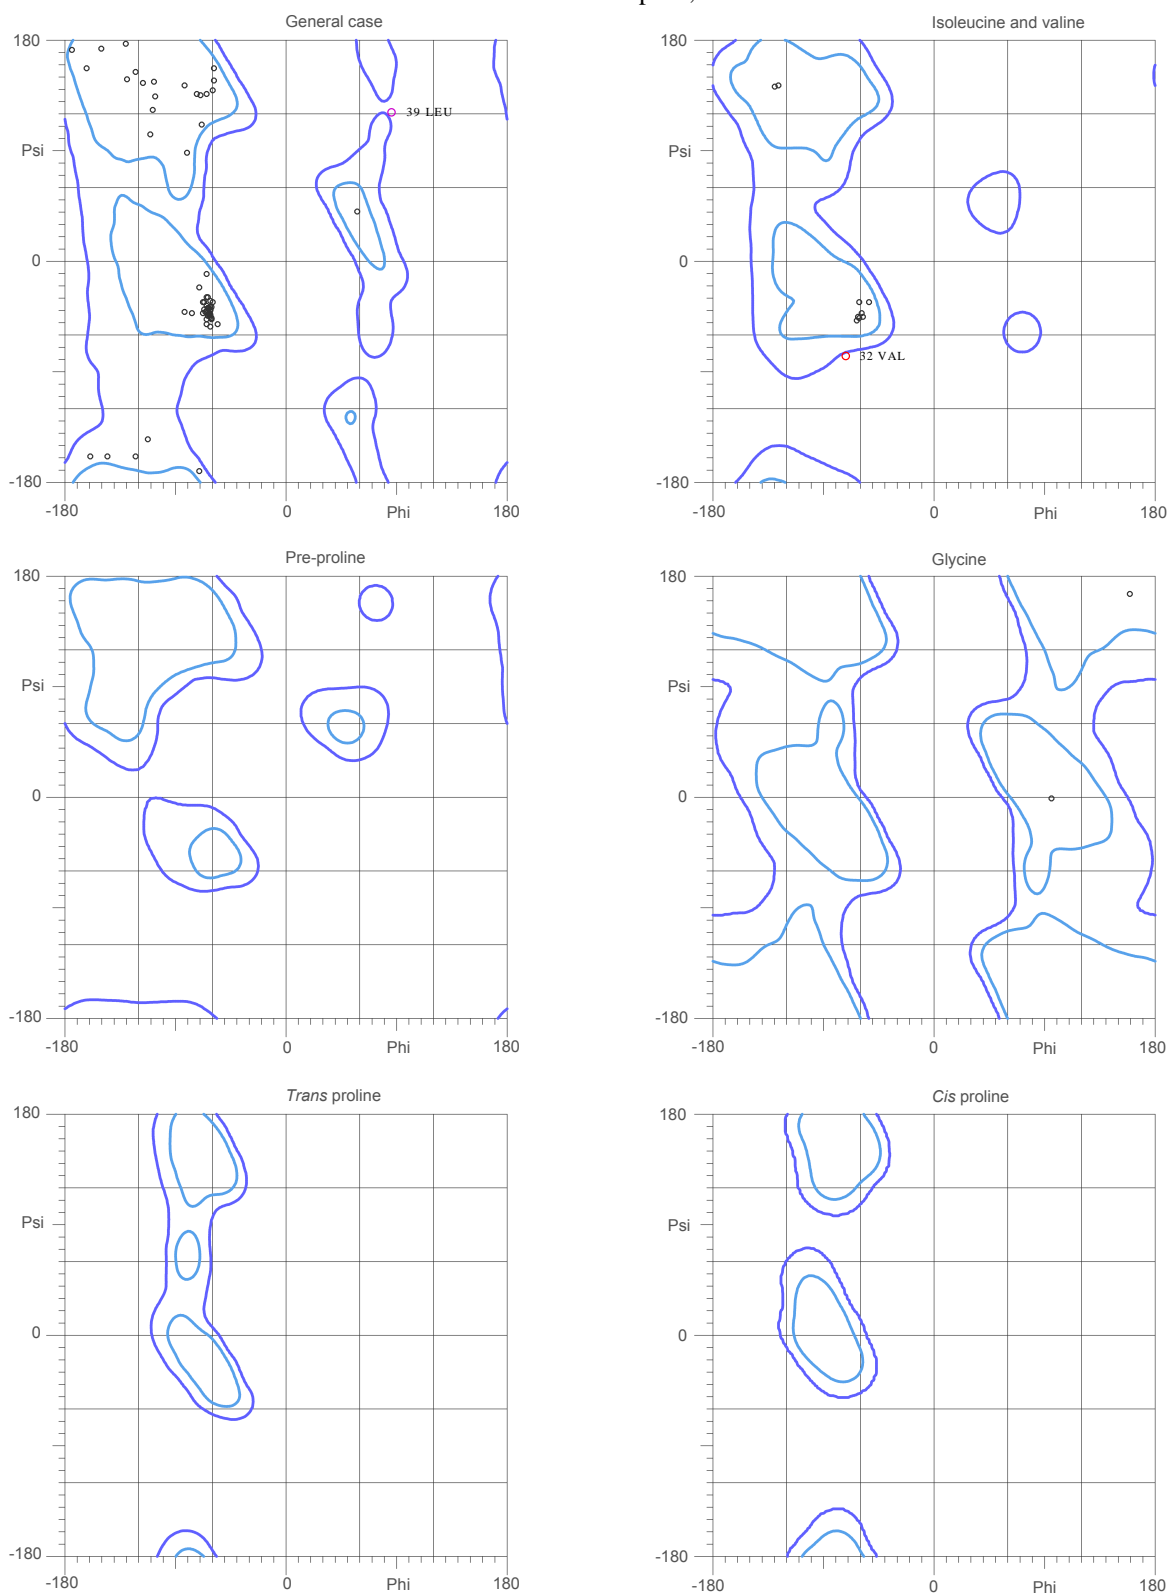 General case
180
Psi
0
-180
-180
0
Phi
180
39 LEU
Isoleucine and valine
180
Psi
0
-180
-180
0
Phi
180
32 VAL
Pre-proline
180
Psi
0
-180
-180
0
Phi
180
Glycine
180
Psi
0
-180
-180
0
Phi
180
Trans proline
180
Psi
0
-180
-180
0
Phi
180
Cis proline
180
Psi
0
-180
-180
0
Phi
180